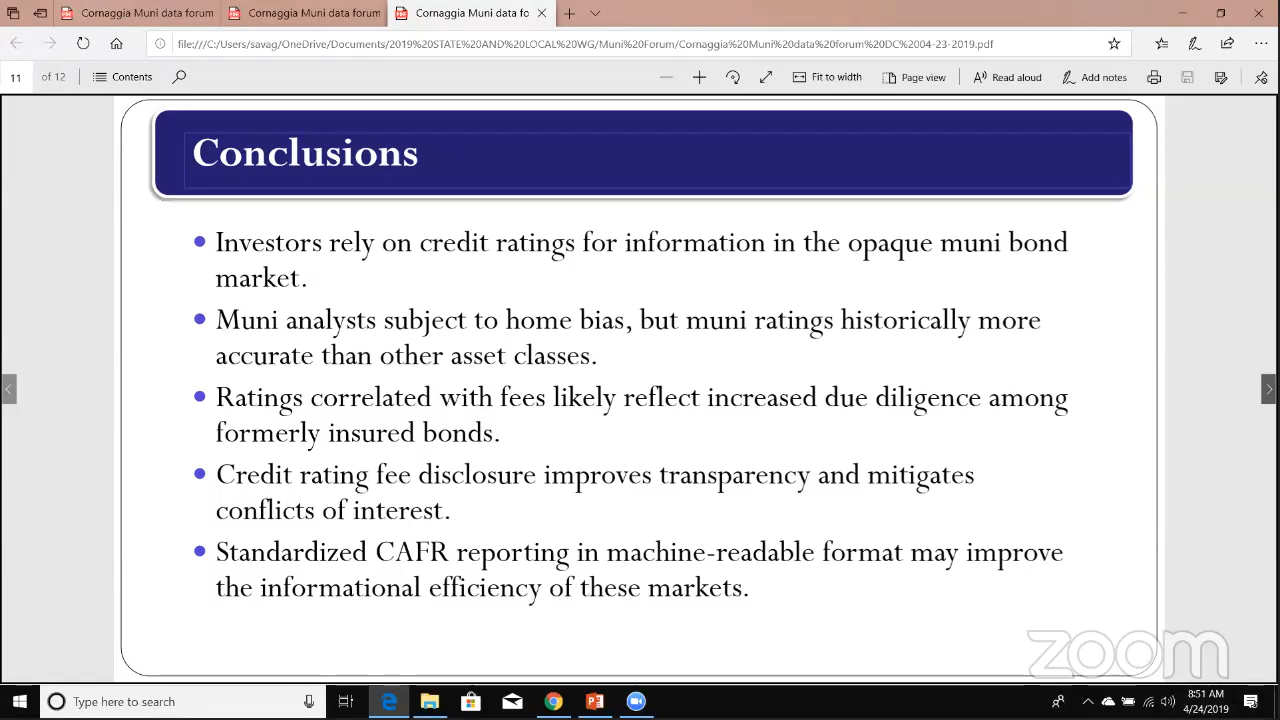 Cornaggia Muni data forum
Cornaggia Muni data forum
Cornaggia Muni data fo
file:///C:/Users/savag/OneDrive/Documents/2019%20STATE%20AND%20LOCAL%20WG/Muni%20Forum/Cornaggia%20Muni%20data%20forum%20DC%2004-23-2019.pdf
11 of 12 Contents Fit to width Page view Read aloud Add notes
Conclusions
Investors rely on credit ratings for information in the opaque muni bond
market.
Muni analysts subject to home bias, but muni ratings historically more
accurate than other asset classes.
Ratings correlated with fees likely reflect increased due diligence among
formerly insured bonds.
Credit rating fee disclosure improves transparency and mitigates
conflicts of interest.
Standardized CAFR reporting in machine-readable format may improve
the informational efficiency of these markets.
zoom
Type here to search
8:51 AM
4/24/2019